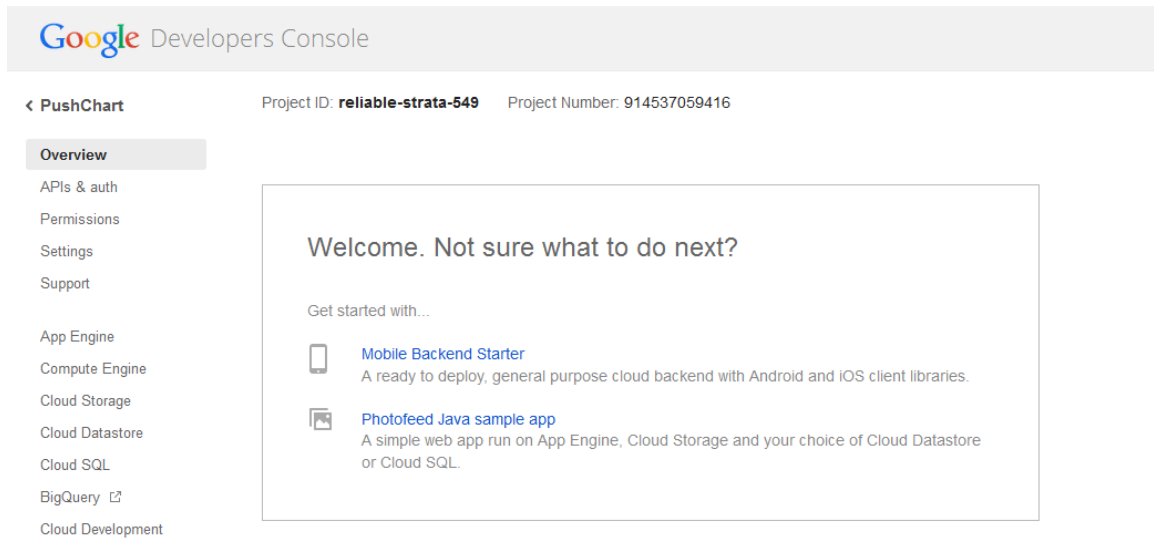 Google Developers Console
PushChart
Project ID: reliable-strata-549 Project Number: 914537059416
Overview
APIs & auth
Permissions
Settings
Support
App Engine
Compute Engine
Cloud Storage
Cloud Datastore
Cloud SQL
BigQuery
Cloud Development
Welcome. Not sure what to do next?
Get started with...
Mobile Backend Starter
A ready to deploy, general purpose cloud backend with Android and iOS client libraries.
Photofeed Java sample app
A simple web app run on App Engine, Cloud Storage and your choice of Cloud Datastore
or Cloud SQL.